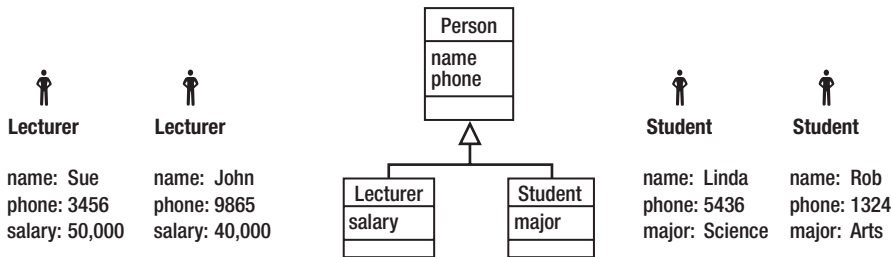 Person
name
phone
Lecturer
Lecturer
Student
Student
name: Sue
name: John
name: Linda
name: Rob
phone: 3456
phone: 9865
phone: 5436
phone: 1324
salary: 50,000
salary: 40,000
major: Science
major: Arts
Lecturer
Student
salary
major